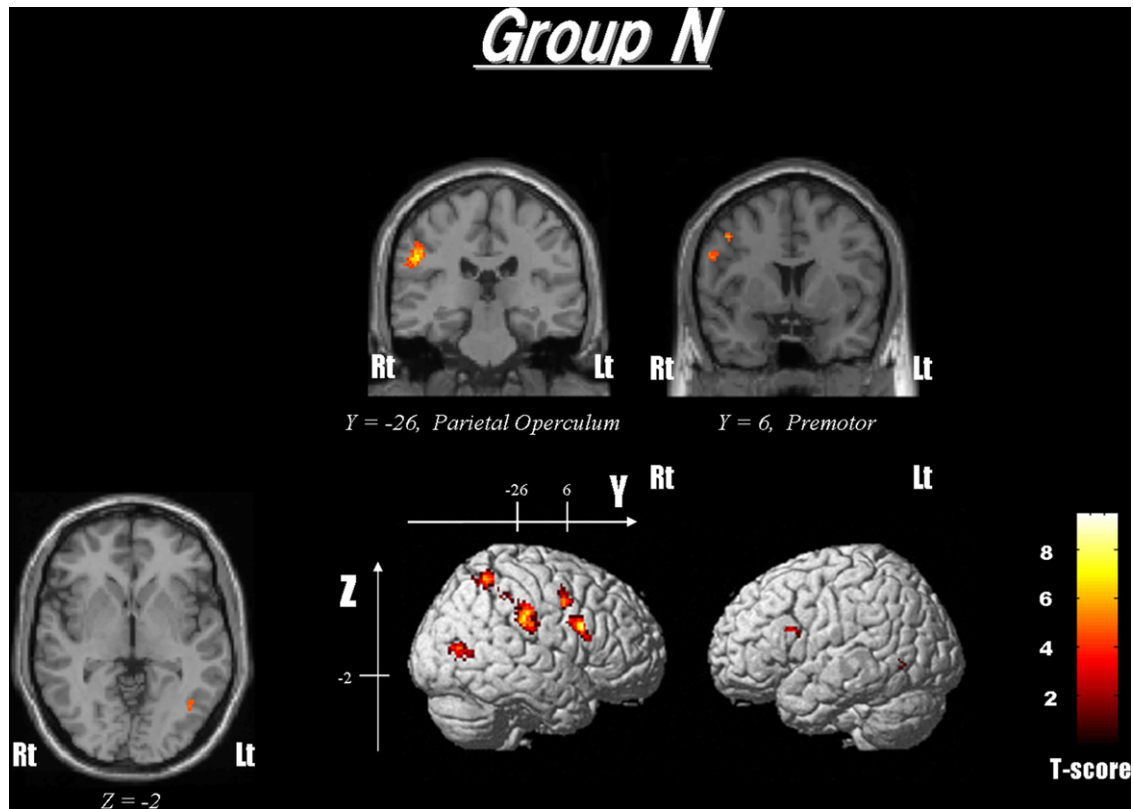 Group N
Rt Lt
Y = -26, Parietal Operculum
Rt Lt
Y = 6, Premotor
Rt Lt
-26 6 Y
Z
-2
8
6
4
2
T-score
Rt Lt
Z = -2